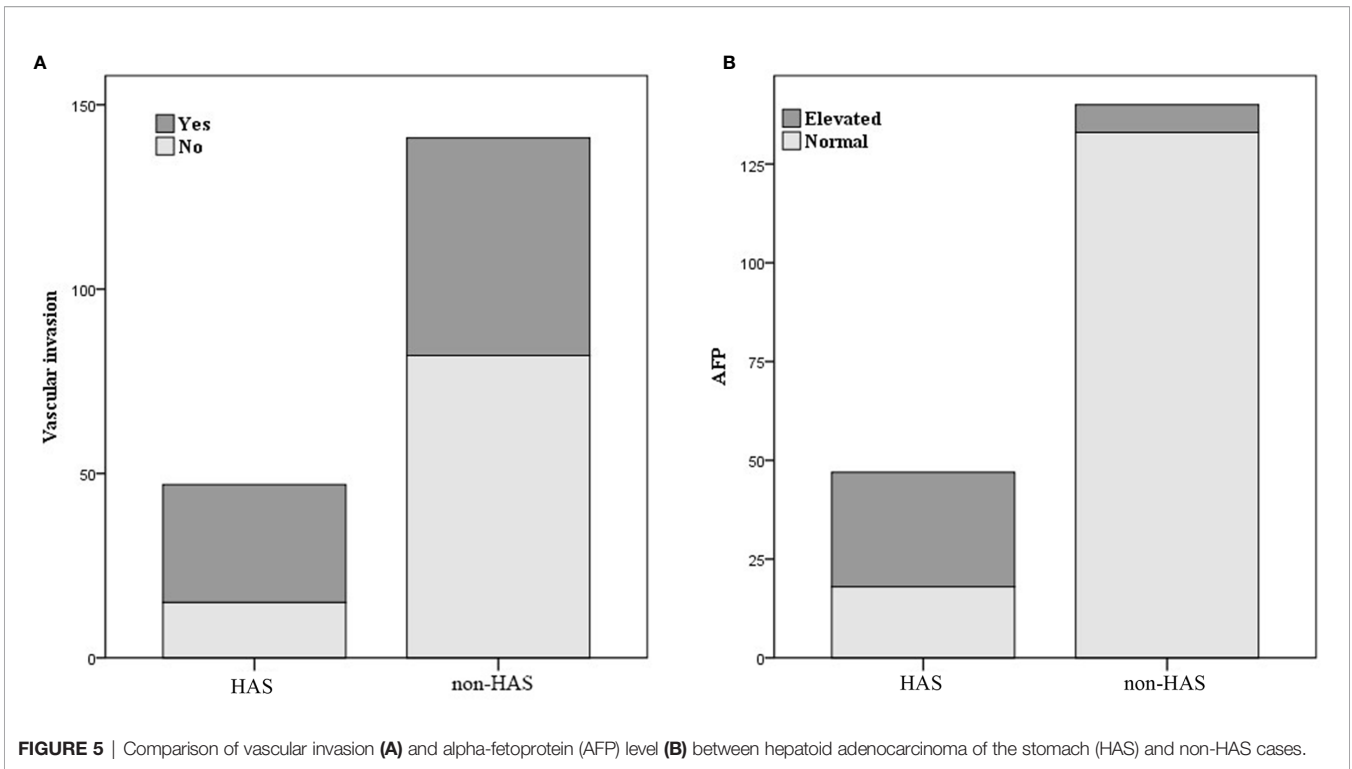 A
Yes
No
150
100
50
0
Vascular invasion
HAS
non-HAS
B
Elevated
Normal
125
100
75
50
25
0
AFP
HAS
non-HAS
FIGURE 5 | Comparison of vascular invasion (A) and alpha-fetoprotein (AFP) level (B) between hepatoid adenocarcinoma of the stomach (HAS) and non-HAS cases.